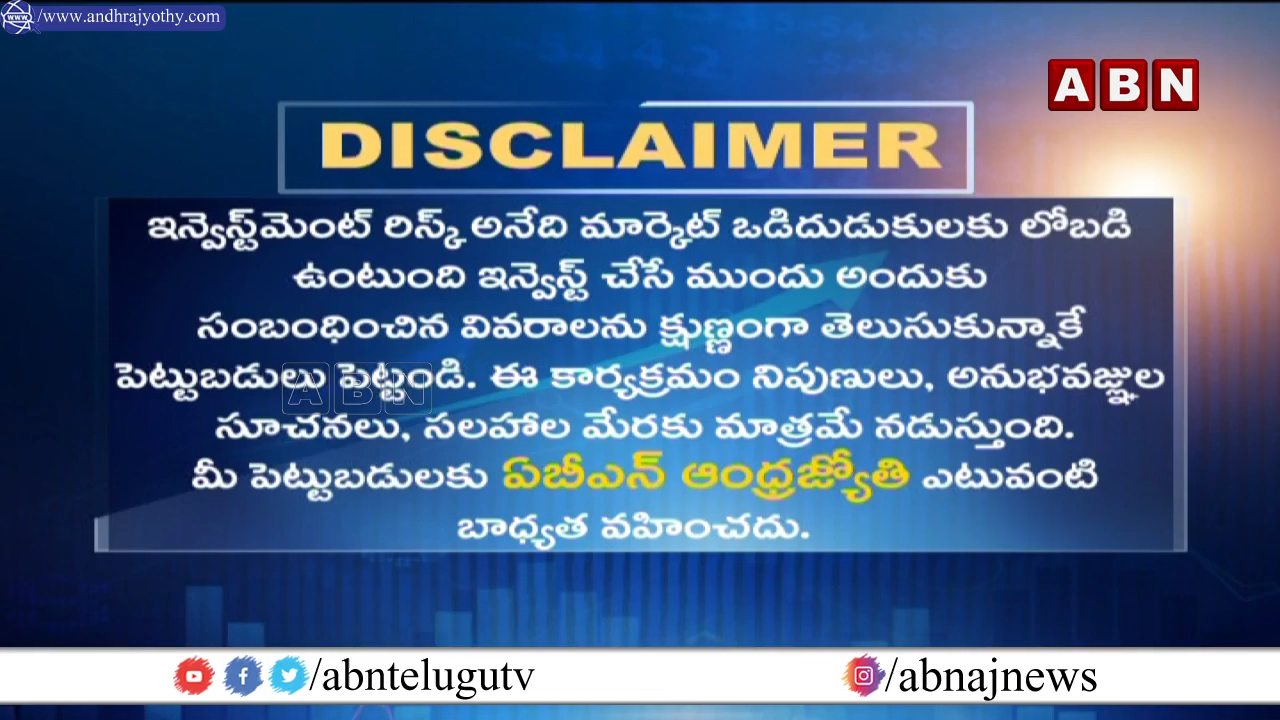 /www.andhrajyothy.com
ABN
DISCLAIMER
ఇన్వెస్ట్‌మెంట్ రిస్క్ అనేది మార్కెట్ ఒడిదుడుకులకు లోబడి
ఉంటుంది ఇన్వెస్ట్ చేసే ముందు అందుకు
సంబంధించిన వివరాలను క్షుణ్ణంగా తెలుసుకున్నాకే
పెట్టుబడులు పెట్టండి. ఈ కార్యక్రమం నిపుణులు, అనుభవజ్ఞుల
ABN
సూచనలు, సలహాల మేరకు మాత్రమే నడుస్తుంది.
మీ పెట్టుబడులకు ఏబీఎన్ ఆంధ్రజ్యోతి ఎటువంటి
బాధ్యత వహించదు.
/abntelugutv
/abnajnews